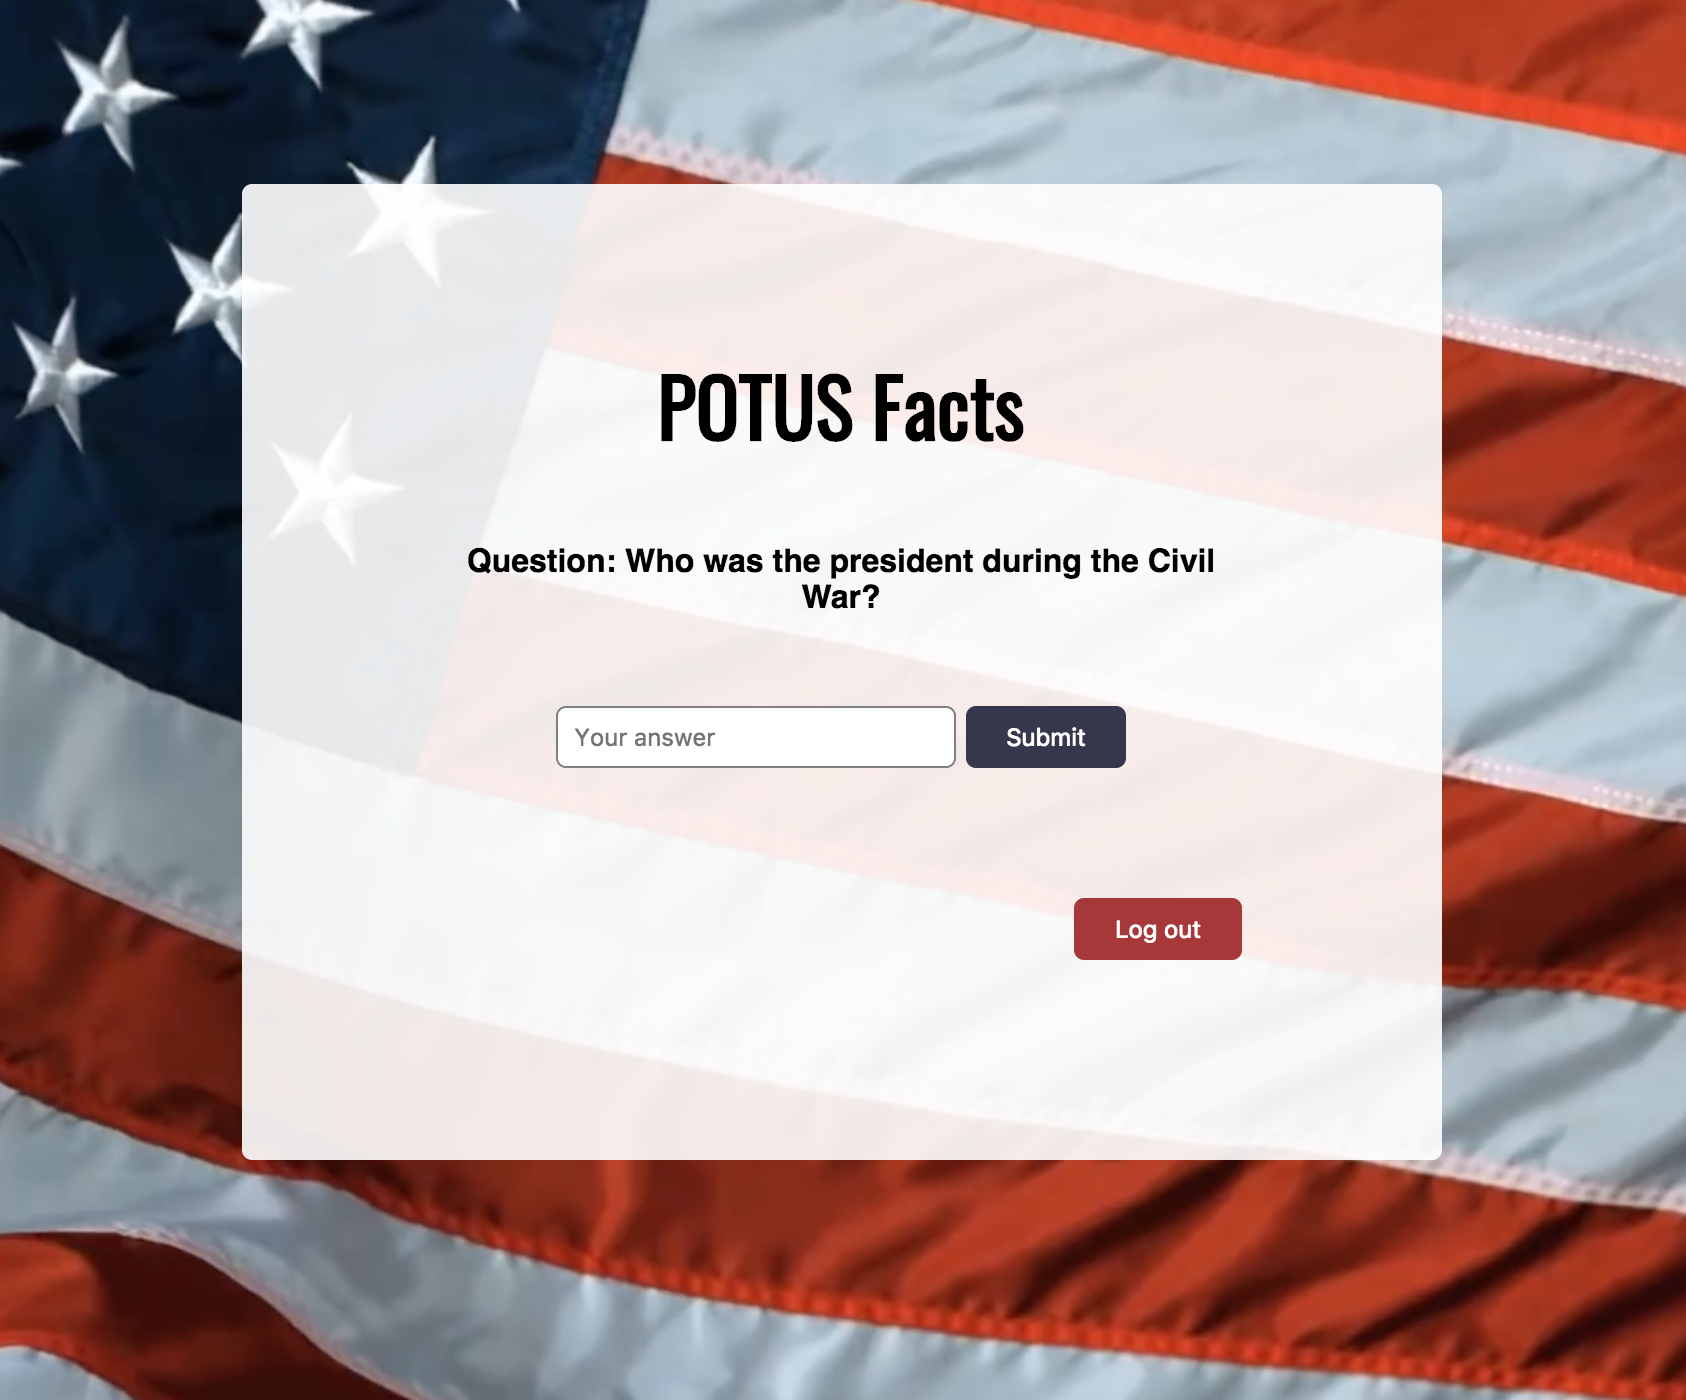 POTUS Facts
Question: Who was the president during the Civil
War?
Your answer
Submit
Log out